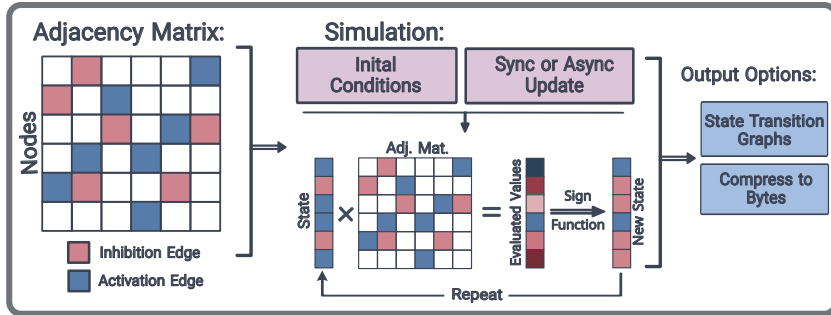 Adjacency Matrix:
Nodes
Inhibition Edge
Activation Edge
Simulation:
Inital
Conditions
Sync or Async
Update
Adj. Mat.
State
×
=
Evaluated Values
Sign
Function
New State
Repeat
Output Options:
State Transition
Graphs
Compress to
Bytes